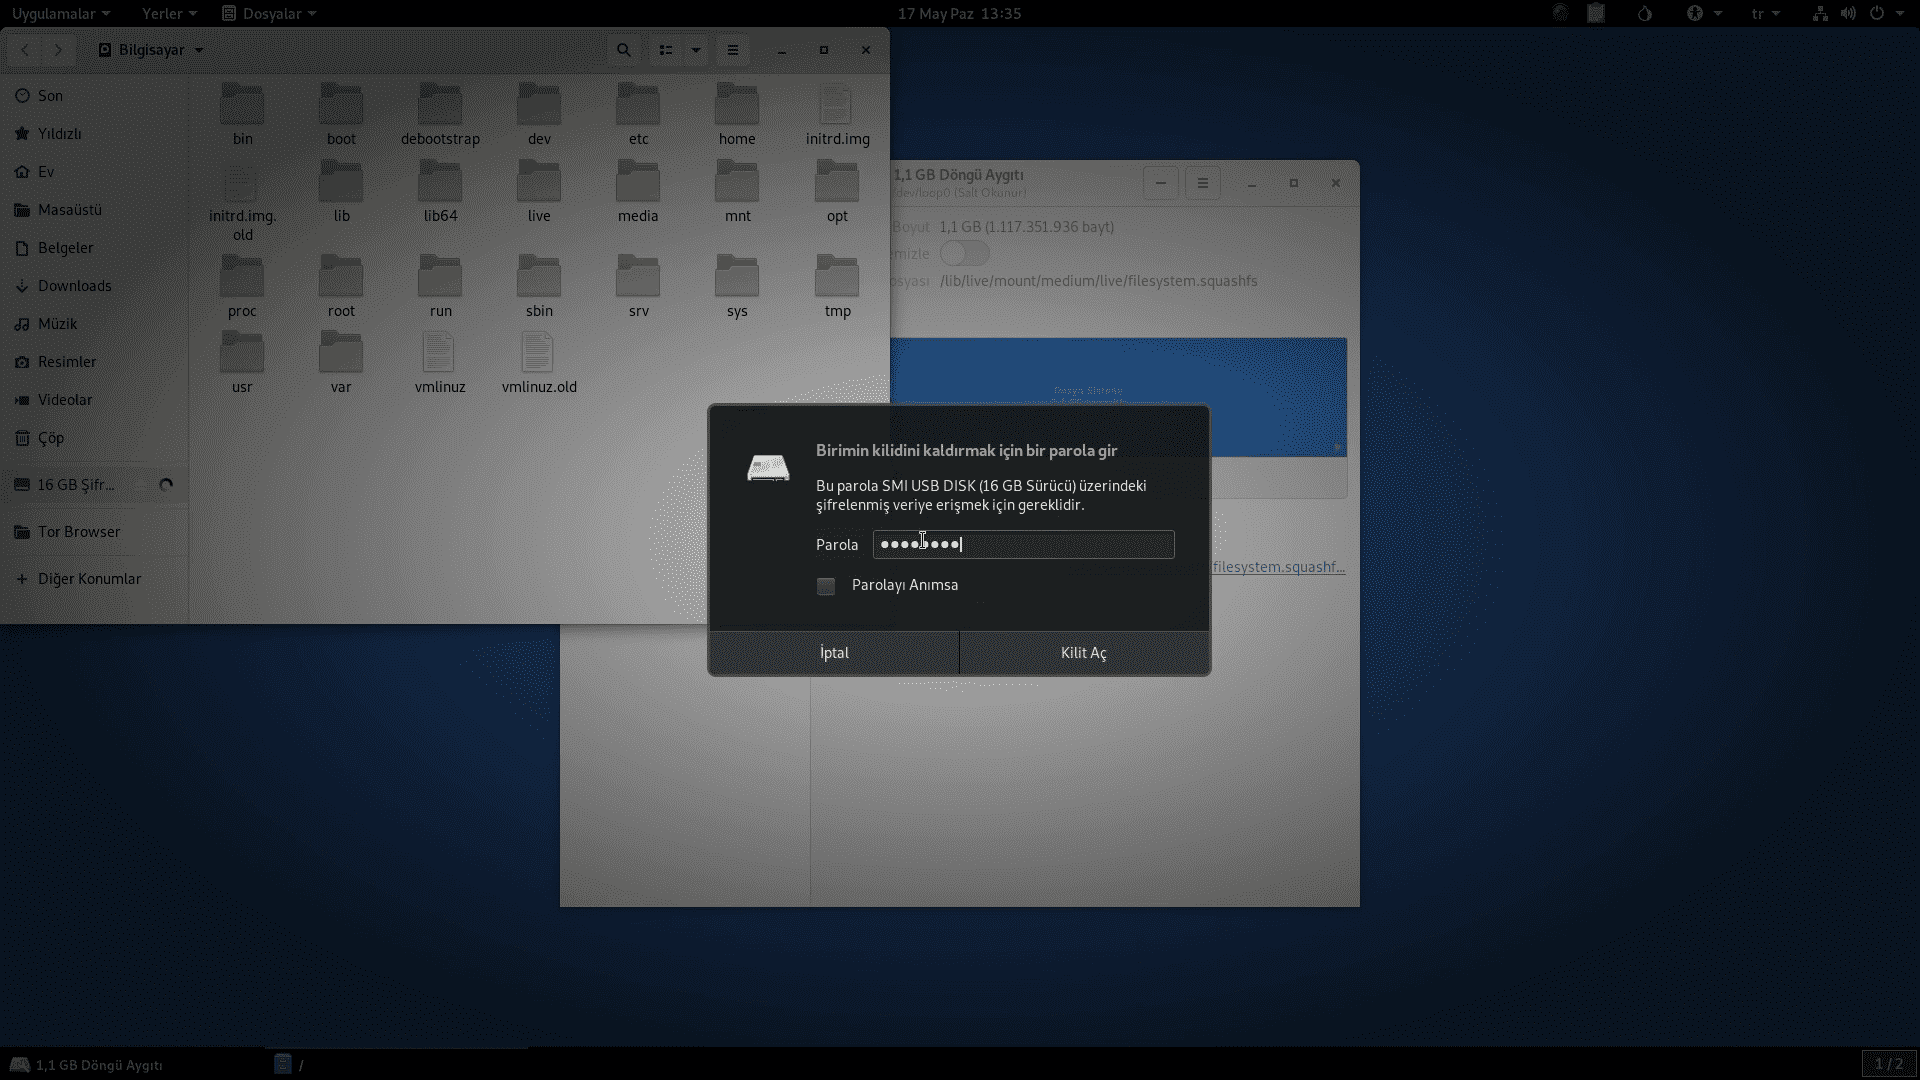 Uygulamalar
Yerler
Dosyalar
17 May Paz 13:35
tr
Bilgisayar
Son
Yıldızlı
Ev
Masaüstü
Belgeler
Downloads
Müzik
Resimler
Videolar
Çöp
16 GB Şifr...
Tor Browser
Diğer Konumlar
bin
boot
debootstrap
dev
etc
home
initrd.img
initrd.img.
old
lib
lib64
live
media
mnt
opt
proc
root
run
sbin
srv
sys
tmp
usr
var
vmlinuz
vmlinuz.old
1,1 GB Döngü Aygıtı
/dev/loop0 (Salt Okunur)
Boyut 1,1 GB (1.117.351.936 bayt)
emizle
osyası /lib/live/mount/medium/live/filesystem.squashfs
Dosya Sistemi
filesystem.squashf...
Birimin kilidini kaldırmak için bir parola gir
Bu parola SMI USB DISK (16 GB Sürücü) üzerindeki
şifrelenmiş veriye erişmek için gereklidir.
Parola
Parolayı Anımsa
İptal
Kilit Aç
1,1 GB Döngü Aygıtı
/
1 / 2